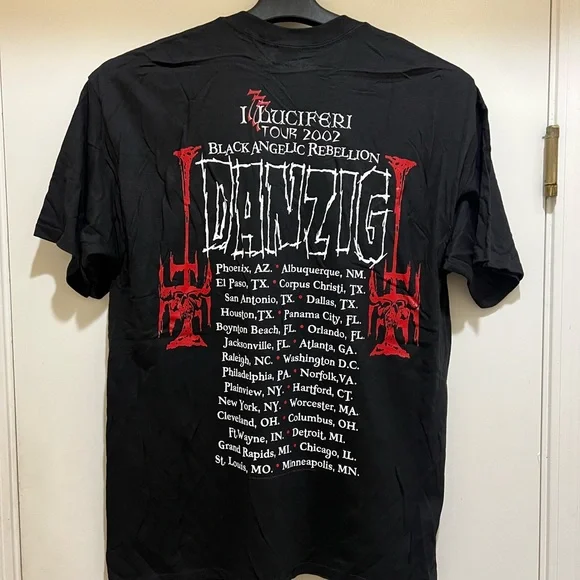 I LUCIFERI
TOUR 2002
BLACK ANGELIC REBELLION
DANZIG
Phoenix, AZ. • Albuquerque, NM.
El Paso, TX. • Corpus Christi, TX.
San Antonio, TX. • Dallas, TX.
Houston,TX. • Panama City, FL.
Boynton Beach, FL. • Orlando, FL.
Jacksonville, FL. • Atlanta, GA.
Raleigh, NC. • Washington D.C.
Philadelphia, PA. • Norfolk,VA.
Plainview, NY. • Hartford, CT.
New York, NY. • Worcester, MA.
Cleveland, OH. • Columbus, OH.
Ft.Wayne, IN. • Detroit, MI.
Grand Rapids, MI. • Chicago, IL.
St. Louis, MO. • Minneapolis, MN.